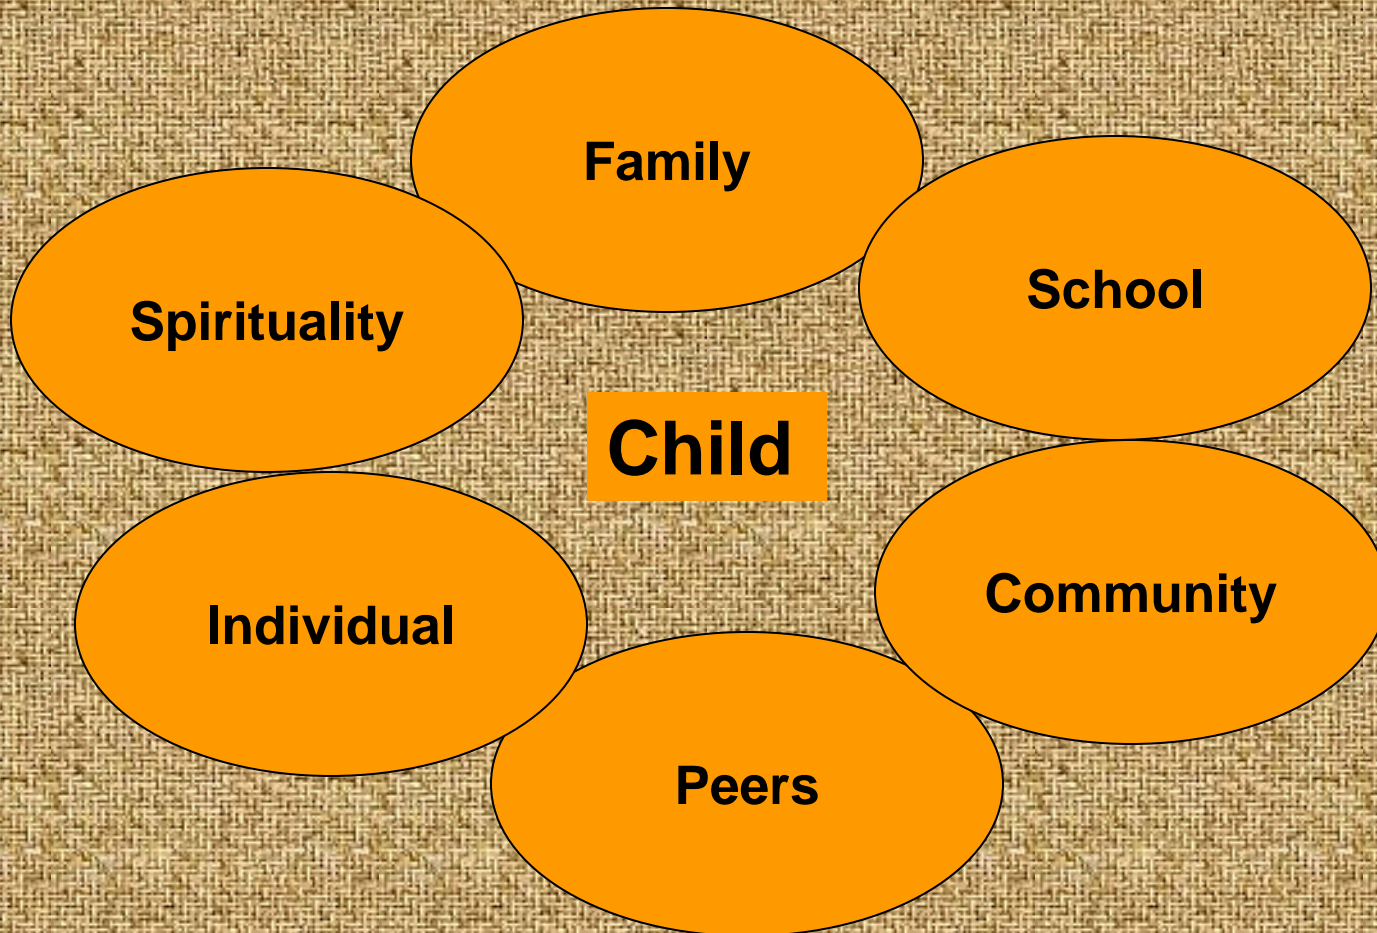 Family
School
Spirituality
Child
Community
Individual
Peers